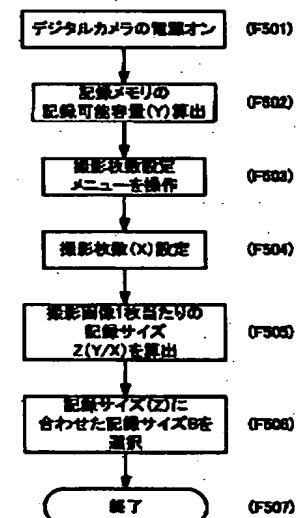 デジタルカメラの電源オン
(F501)
記録メモリの
記録可能容量(Y)算出
(F502)
撮影枚数設定
メニューを操作
(F503)
撮影枚数(X)設定
(F504)
撮影画像1枚当たりの
記録サイズ
Z(Y/X)を算出
(F505)
記録サイズ(Z)に
合わせた記録サイズBを
選択
(F506)
終了
(F507)